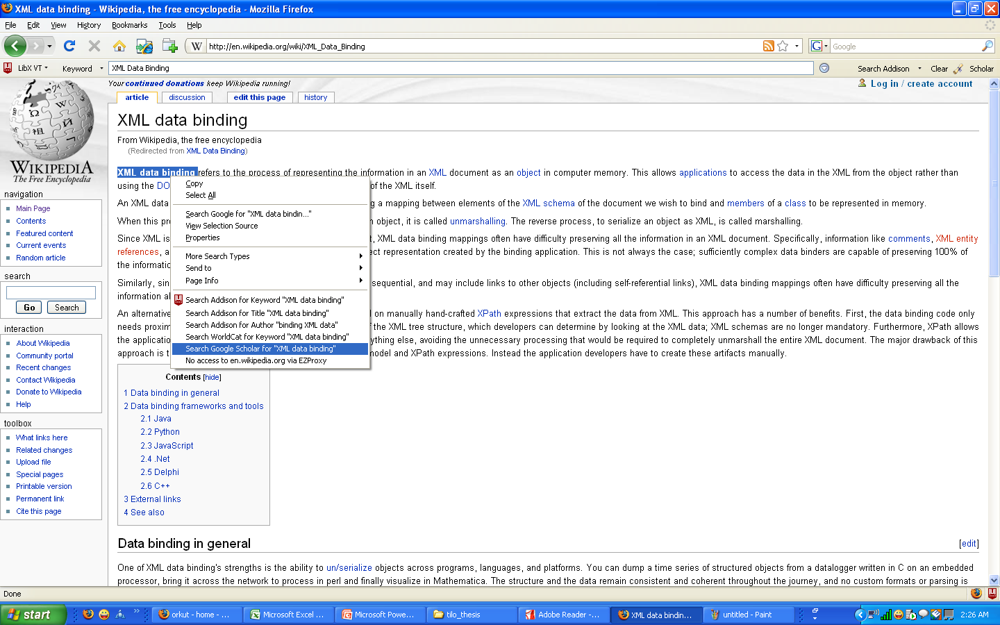 XML data binding - Wikipedia, the free encyclopedia - Mozilla Firefox
File Edit View History Bookmarks Tools Help
W http://en.wikipedia.org/wiki/XML_Data_Binding G Google
LibX VT Keyword XML Data Binding Search Addison Clear Scholar
Your continued donations keep Wikipedia running!
Log in / create account
article discussion edit this page history
WIKIPEDIA
The Free Encyclopedia
navigation
Main Page
Contents
Featured content
Current events
Random article
search
Go Search
interaction
About Wikipedia
Community portal
Recent changes
Contact Wikipedia
Donate to Wikipedia
Help
toolbox
What links here
Related changes
Upload file
Special pages
Printable version
Permanent link
Cite this page
XML data binding
From Wikipedia, the free encyclopedia
(Redirected from XML Data Binding)
XML data binding refers to the process of representing the information in an XML document as an object in computer memory. This allows applications to access the data in the XML from the object rather than
using the DO of the XML itself.
An XML data g a mapping between elements of the XML schema of the document we wish to bind and members of a class to be represented in memory.
When this pr n object, it is called unmarshalling. The reverse process, to serialize an object as XML, is called marshalling.
Since XML is , XML data binding mappings often have difficulty preserving all the information in an XML document. Specifically, information like comments, XML entity
references, a ect representation created by the binding application. This is not always the case; sufficiently complex data binders are capable of preserving 100% of
the informatio
Similarly, sin sequential, and may include links to other objects (including self-referential links), XML data binding mappings often have difficulty preserving all the
information a
An alternative on manually hand-crafted XPath expressions that extract the data from XML. This approach has a number of benefits. First, the data binding code only
needs proxim f the XML tree structure, which developers can determine by looking at the XML data; XML schemas are no longer mandatory. Furthermore, XPath allows
the applicatio ything else, avoiding the unnecessary processing that would be required to completely unmarshall the entire XML document. The major drawback of this
approach is t model and XPath expressions. Instead the application developers have to create these artifacts manually.
Copy
Select All
Search Google for "XML data bindin..."
View Selection Source
Properties
More Search Types
Send to
Page Info
Search Addison for Keyword "XML data binding"
Search Addison for Title "XML data binding"
Search Addison for Author "binding XML data"
Search WorldCat for Keyword "XML data binding"
Search Google Scholar for "XML data binding"
No access to en.wikipedia.org via EZProxy
Contents [hide]
1 Data binding in general
2 Data binding frameworks and tools
2.1 Java
2.2 Python
2.3 JavaScript
2.4 .Net
2.5 Delphi
2.6 C++
3 External links
4 See also
Data binding in general [edit]
One of XML data binding's strengths is the ability to un/serialize objects across programs, languages, and platforms. You can dump a time series of structured objects from a datalogger written in C on an embedded
processor, bring it across the network to process in perl and finally visualize in Mathematica. The structure and the data remain consistent and coherent throughout the journey, and no custom formats or parsing is
Done
start orkut - home - ... Microsoft Excel ... Microsoft Powe... tilo_thesis Adobe Reader -... XML data bindin... untitled - Paint 2:26 AM